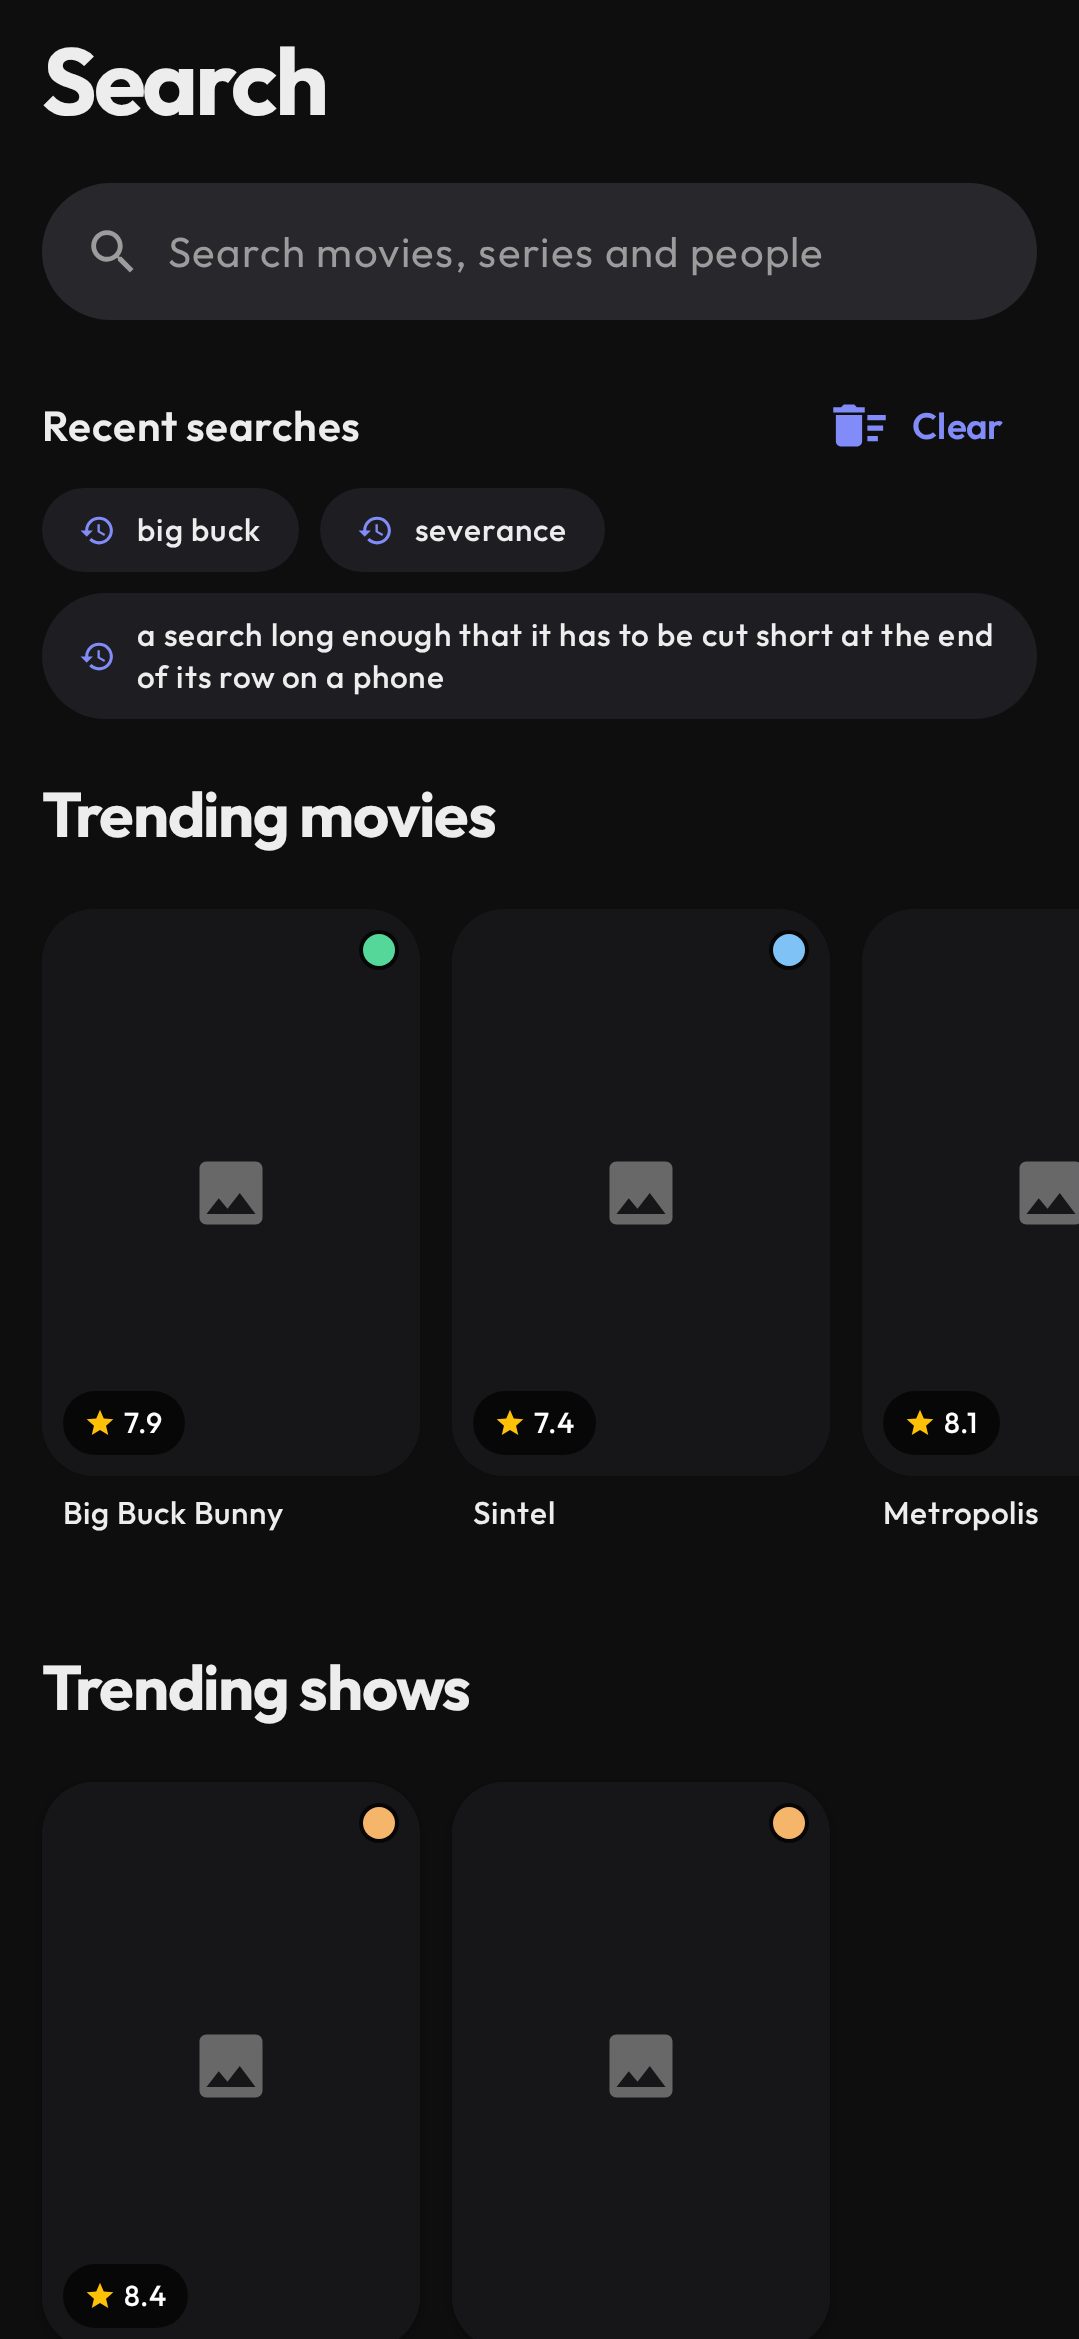 Search
Search movies, series and people
Recent searches
Clear
big buck
severance
a search long enough that it has to be cut short at the end
of its row on a phone
Trending movies
7.9
7.4
8.1
Big Buck Bunny
Sintel
Metropolis
Trending shows
8.4